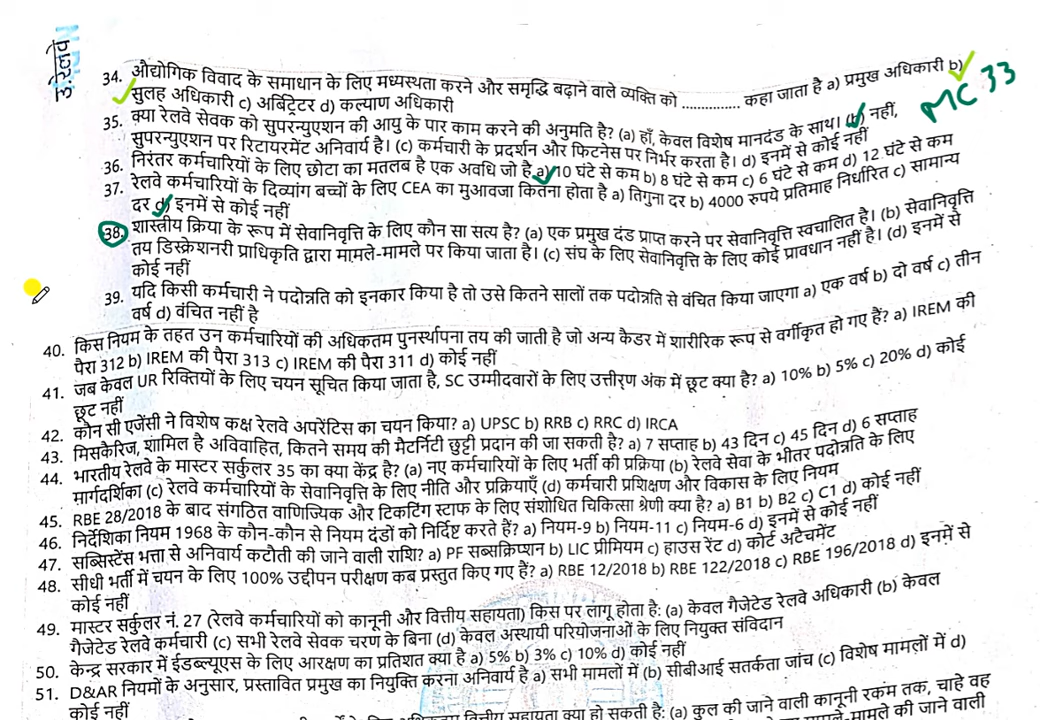 उ.रेलवे
34. औद्योगिक विवाद के समाधान के लिए मध्यस्थता करने और समृद्धि बढ़ाने वाले व्यक्ति को .............. कहा जाता है a) प्रमुख अधिकारी b)
सुलह अधिकारी c) अर्बिट्रेटर d) कल्याण अधिकारी
MC 33
35. क्या रेलवे सेवक को सुपरन्युएशन की आयु के पार काम करने की अनुमति है? (a) हाँ, केवल विशेष मानदंड के साथ। (b) नहीं,
सुपरन्युएशन पर रिटायरमेंट अनिवार्य है। (c) कर्मचारी के प्रदर्शन और फिटनेस पर निर्भर करता है। d) इनमें से कोई नहीं
36. निरंतर कर्मचारियों के लिए छोटा का मतलब है एक अवधि जो है a) 10 घंटे से कम b) 8 घंटे से कम c) 6 घंटे से कम d) 12 घंटे से कम
37. रेलवे कर्मचारियों के दिव्यांग बच्चों के लिए CEA का मुआवजा कितना होता है a) तिगुना दर b) 4000 रुपये प्रतिमाह निर्धारित c) सामान्य
दर d) इनमें से कोई नहीं
38. शास्त्रीय क्रिया के रूप में सेवानिवृत्ति के लिए कौन सा सत्य है? (a) एक प्रमुख दंड प्राप्त करने पर सेवानिवृत्ति स्वचालित है। (b) सेवानिवृत्ति
तय डिस्क्रेशनरी प्राधिकृति द्वारा मामले-मामले पर किया जाता है। (c) संघ के लिए सेवानिवृत्ति के लिए कोई प्रावधान नहीं है। (d) इनमें से
कोई नहीं
39. यदि किसी कर्मचारी ने पदोन्नति को इनकार किया है तो उसे कितने सालों तक पदोन्नति से वंचित किया जाएगा a) एक वर्ष b) दो वर्ष c) तीन
वर्ष d) वंचित नहीं है
40. किस नियम के तहत उन कर्मचारियों की अधिकतम पुनर्स्थापना तय की जाती है जो अन्य कैडर में शारीरिक रूप से वर्गीकृत हो गए हैं? a) IREM की
पैरा 312 b) IREM की पैरा 313 c) IREM की पैरा 311 d) कोई नहीं
41. जब केवल UR रिक्तियों के लिए चयन सूचित किया जाता है, SC उम्मीदवारों के लिए उत्तीर्ण अंक में छूट क्या है? a) 10% b) 5% c) 20% d) कोई
छूट नहीं
42. कौन सी एजेंसी ने विशेष कक्ष रेलवे अपरेंटिस का चयन किया? a) UPSC b) RRB c) RRC d) IRCA
43. मिसकैरिज, शामिल है अविवाहित, कितने समय की मैटर्निटी छुट्टी प्रदान की जा सकती है? a) 7 सप्ताह b) 43 दिन c) 45 दिन d) 6 सप्ताह
44. भारतीय रेलवे के मास्टर सर्कुलर 35 का क्या केंद्र है? (a) नए कर्मचारियों के लिए भर्ती की प्रक्रिया (b) रेलवे सेवा के भीतर पदोन्नति के लिए
मार्गदर्शिका (c) रेलवे कर्मचारियों के सेवानिवृत्ति के लिए नीति और प्रक्रियाएँ (d) कर्मचारी प्रशिक्षण और विकास के लिए नियम
45. RBE 28/2018 के बाद संगठित वाणिज्यिक और टिकटिंग स्टाफ के लिए संशोधित चिकित्सा श्रेणी क्या है? a) B1 b) B2 c) C1 d) कोई नहीं
46. निर्देशिका नियम 1968 के कौन-कौन से नियम दंडों को निर्दिष्ट करते हैं? a) नियम-9 b) नियम-11 c) नियम-6 d) इनमें से कोई नहीं
47. सब्सिस्टेंस भत्ता से अनिवार्य कटौती की जाने वाली राशि? a) PF सब्सक्रिप्शन b) LIC प्रीमियम c) हाउस रेंट d) कोर्ट अटैचमेंट
48. सीधी भर्ती में चयन के लिए 100% उद्दीपन परीक्षण कब प्रस्तुत किए गए हैं? a) RBE 12/2018 b) RBE 122/2018 c) RBE 196/2018 d) इनमें से
कोई नहीं
49. मास्टर सर्कुलर नं. 27 (रेलवे कर्मचारियों को कानूनी और वित्तीय सहायता) किस पर लागू होता है: (a) केवल गैजेटेड रेलवे अधिकारी (b) केवल
गैजेटेड रेलवे कर्मचारी (c) सभी रेलवे सेवक चरण के बिना (d) केवल अस्थायी परियोजनाओं के लिए नियुक्त संविदान
50. केन्द्र सरकार में ईडब्ल्यूएस के लिए आरक्षण का प्रतिशत क्या है a) 5% b) 3% c) 10% d) कोई नहीं
51. D&AR नियमों के अनुसार, प्रस्तावित प्रमुख का नियुक्ति करना अनिवार्य है a) सभी मामलों में (b) सीबीआई सतर्कता जांच (c) विशेष मामलों में d)
कोई नहीं
वित्तीय सहायता क्या हो सकती है: (a) कुल की जाने वाली कानूनी रकम तक, चाहे वह
मामले-मामले की जाने वाली